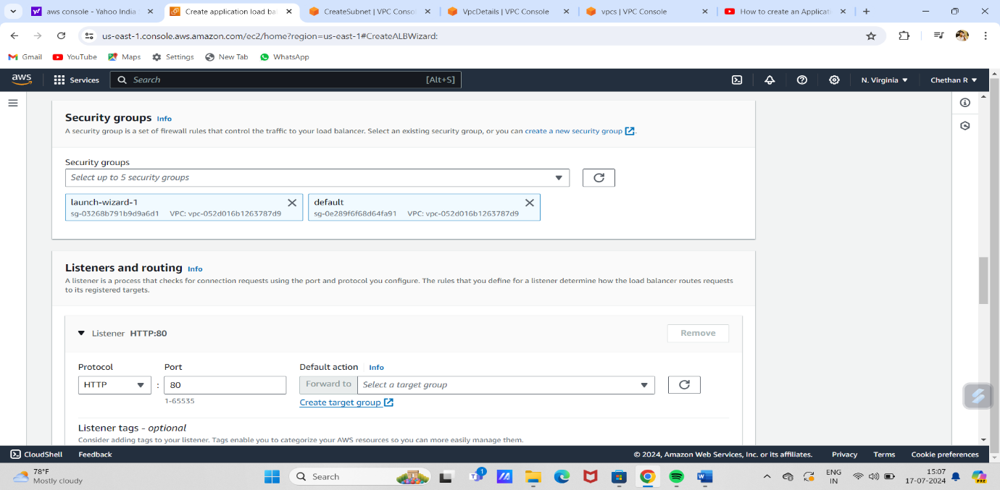 aws console - Yahoo India
Create application load ba
CreateSubnet | VPC Conso
VpcDetails | VPC Console
vpcs | VPC Console
How to create an Applicati
us-east-1.console.aws.amazon.com/ec2/home?region=us-east-1#CreateALBWizard:
Gmail YouTube Maps Settings New Tab WhatsApp
aws Services Search [Alt+S] N. Virginia Chethan R
Security groups Info
A security group is a set of firewall rules that control the traffic to your load balancer. Select an existing security group, or you can create a new security group.
Security groups
Select up to 5 security groups
launch-wizard-1
sg-03268b791b9d9a6d1 VPC: vpc-052d016b1263787d9
default
sg-0e289f6f68d64fa91 VPC: vpc-052d016b1263787d9
Listeners and routing Info
A listener is a process that checks for connection requests using the port and protocol you configure. The rules that you define for a listener determine how the load balancer routes requests
to its registered targets.
Listener HTTP:80 Remove
Protocol Port Default action Info
HTTP : 80 Forward to Select a target group
1-65535 Create target group
Listener tags - optional
Consider adding tags to your listener. Tags enable you to categorize your AWS resources so you can more easily manage them.
CloudShell Feedback © 2024, Amazon Web Services, Inc. or its affiliates. Privacy Terms Cookie preferences
78°F
Mostly cloudy
Search
1
ENG
IN
15:07
17-07-2024
PRE